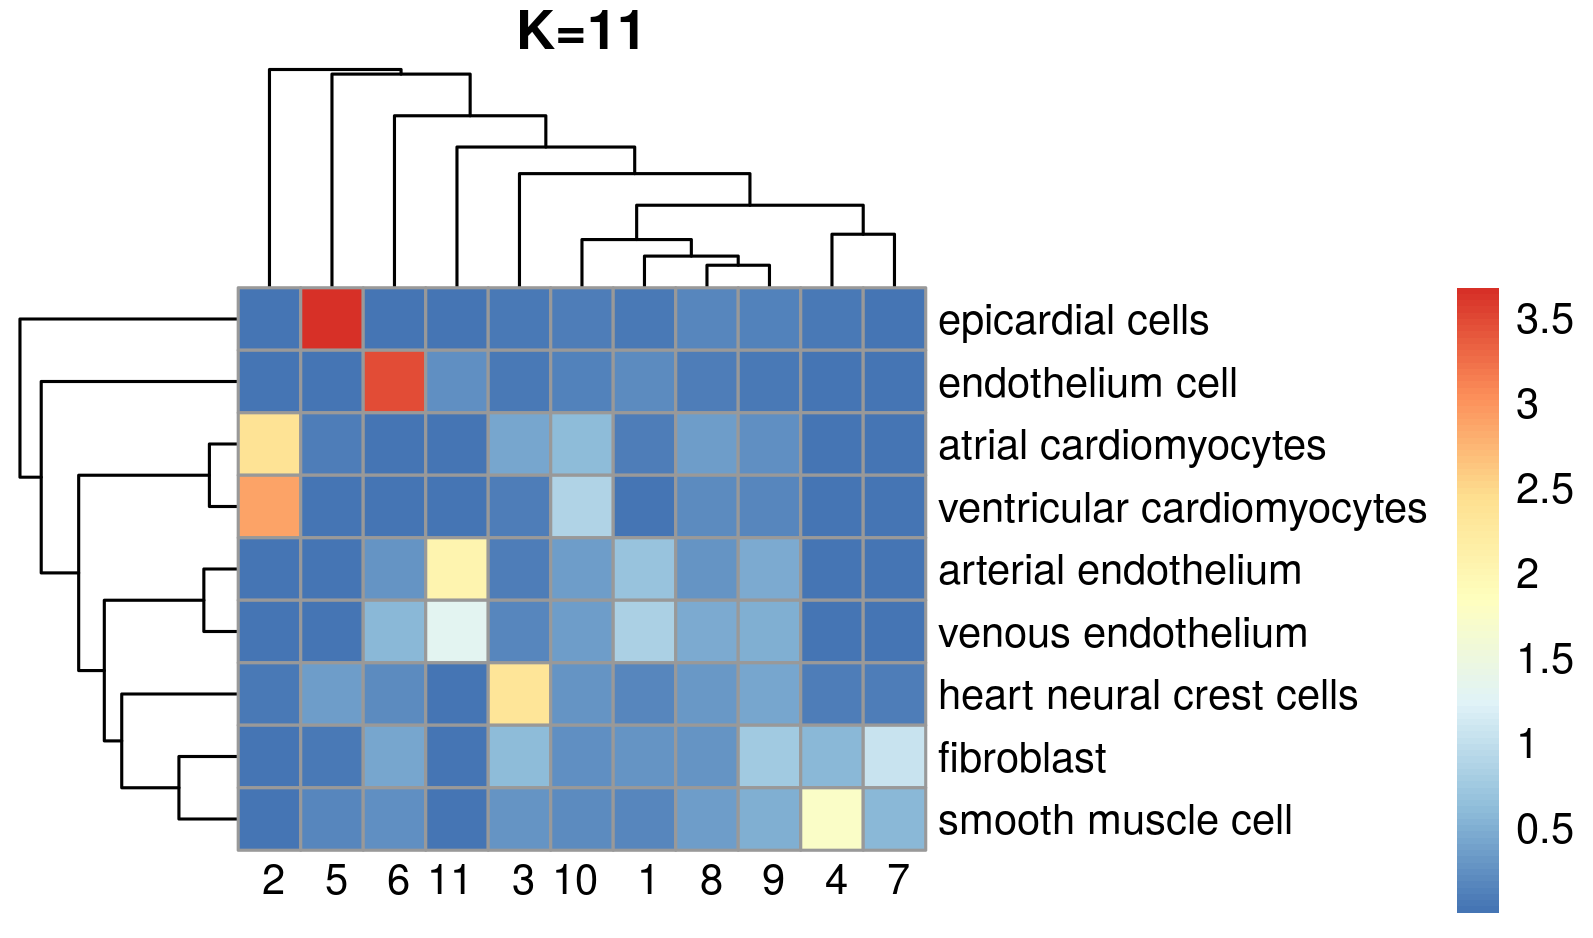 K=11
epicardial cells
endothelium cell
atrial cardiomyocytes
ventricular cardiomyocytes
arterial endothelium
venous endothelium
heart neural crest cells
fibroblast
smooth muscle cell
2 5 6 11 3 10 1 8 9 4 7
3.5
3
2.5
2
1.5
1
0.5